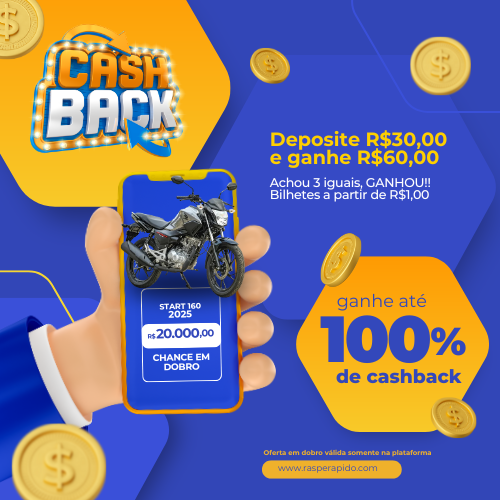 CASH
BACK
Deposite R$30,00
e ganhe R$60,00
Achou 3 iguais, GANHOU!!
Bilhetes a partir de R$1,00
START 160
2025
R$20.000,00
CHANCE EM
DOBRO
ganhe até
100%
de cashback
Oferta em dobro válida somente na plataforma
www.rasperapido.com